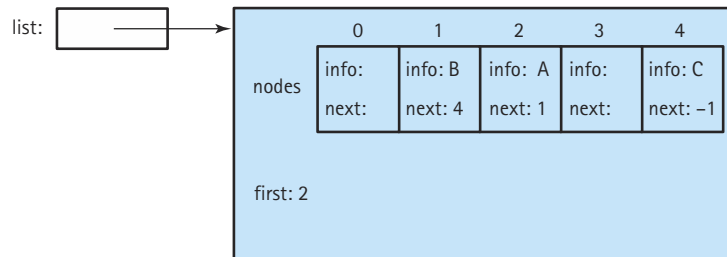 list:
0 1 2 3 4
nodes
info: info: B info: A info: info: C
next: next: 4 next: 1 next: next: –1
first: 2